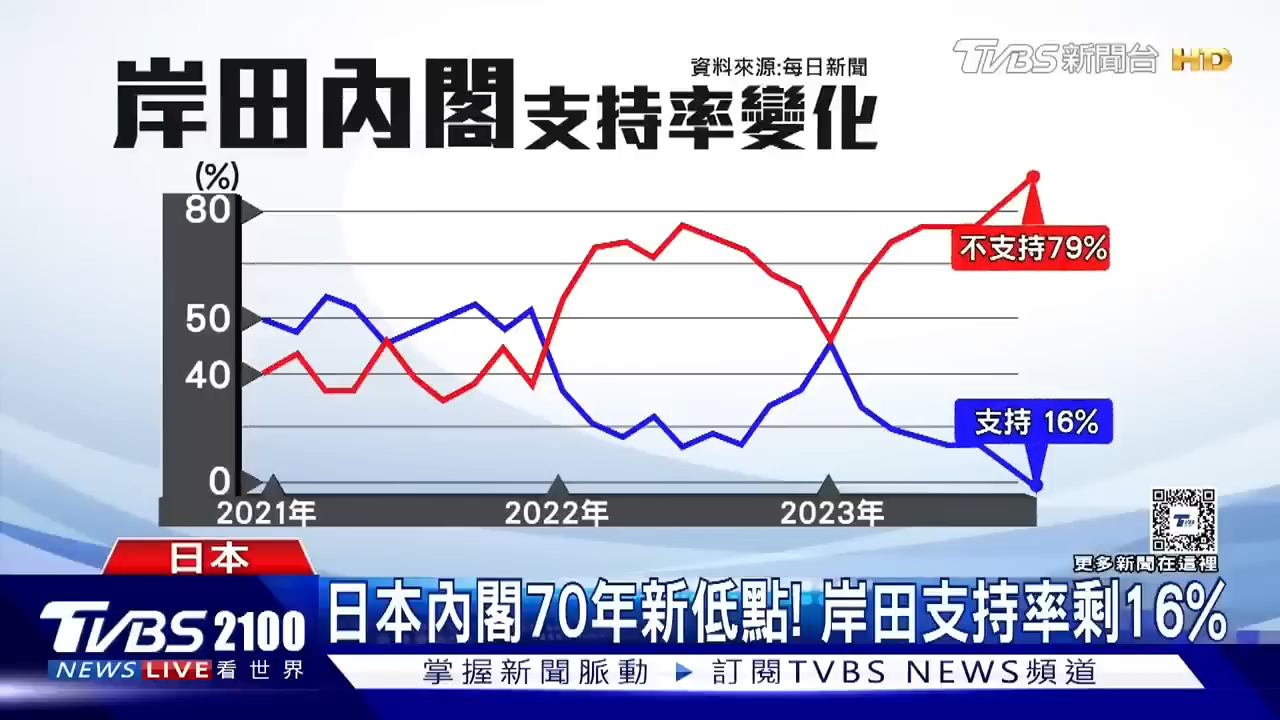 TVBS新聞台 HD
資料來源:每日新聞
岸田內閣支持率變化
(%)
80
不支持79%
50
40
支持 16%
0
2021年 2022年 2023年
更多新聞在這裡
日本
日本內閣70年新低點! 岸田支持率剩16%
TVBS 2100
NEWS LIVE 看世界
掌握新聞脈動 ▶ 訂閱TVBS NEWS頻道